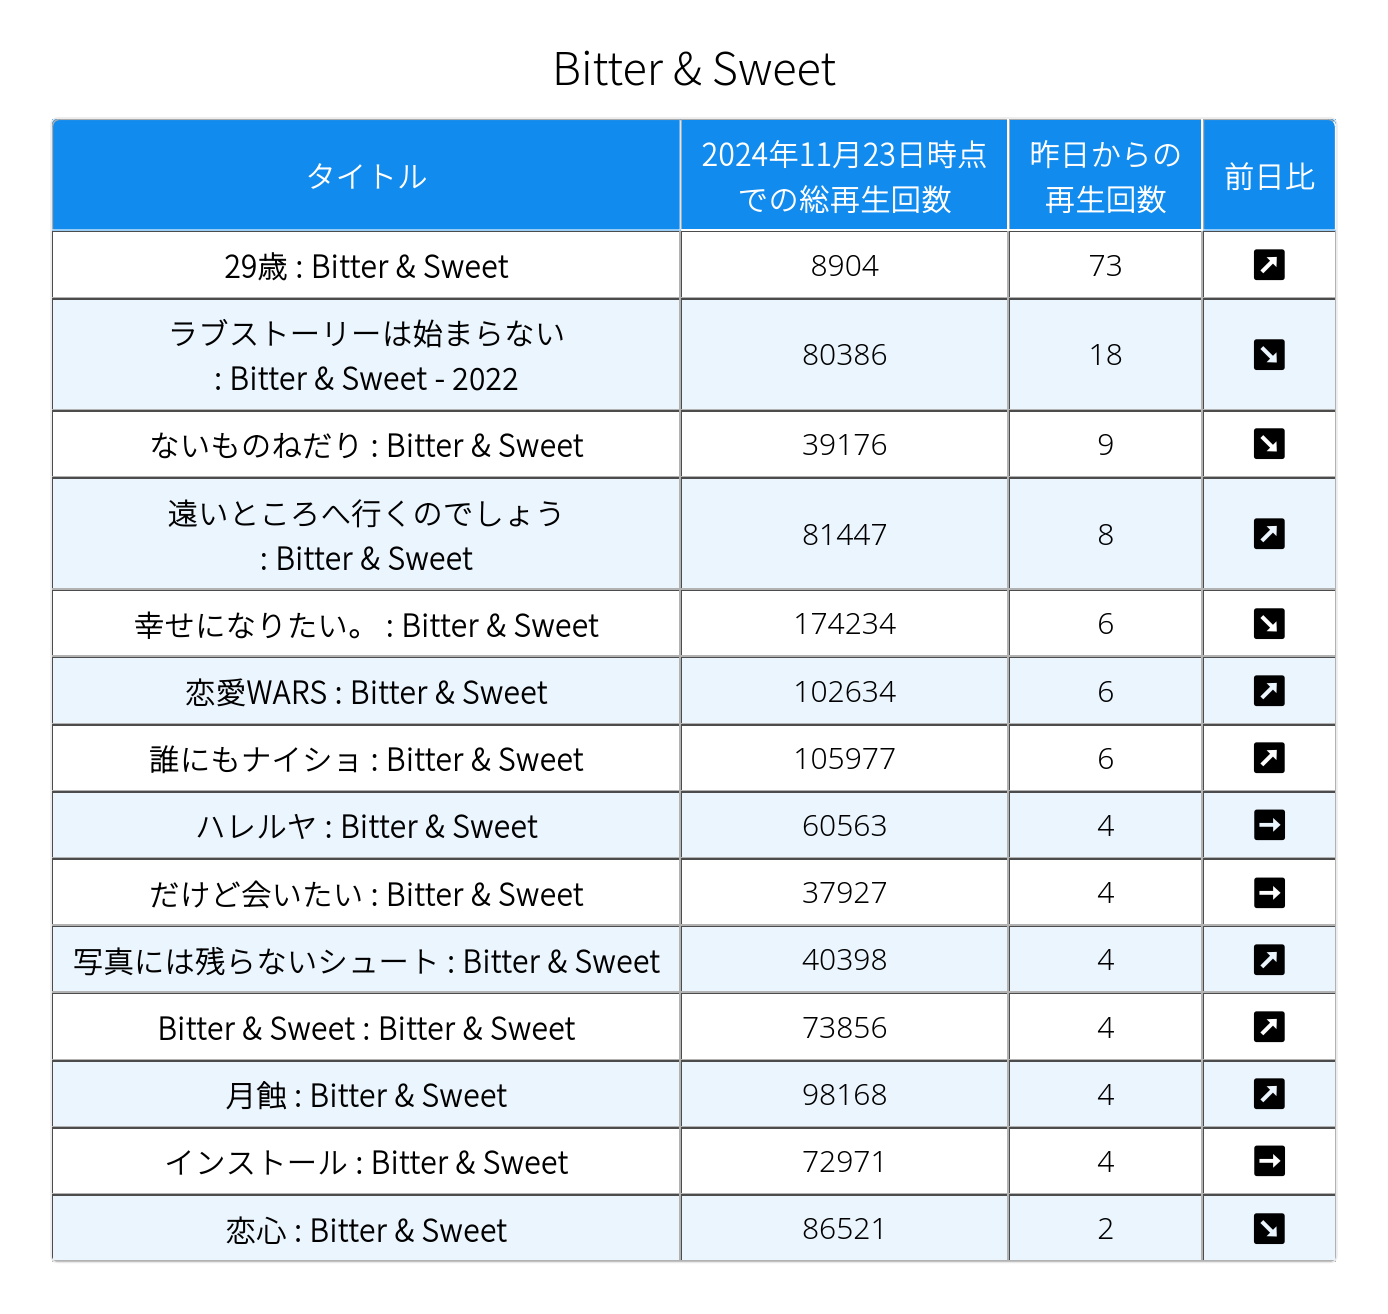 Bitter & Sweet
タイトル
2024年11月23日時点
での総再生回数
昨日からの
再生回数
前日比
29歳 : Bitter & Sweet
8904
73
ラブストーリーは始まらない
: Bitter & Sweet - 2022
80386
18
ないものねだり : Bitter & Sweet
39176
9
遠いところへ行くのでしょう
: Bitter & Sweet
81447
8
幸せになりたい。 : Bitter & Sweet
174234
6
恋愛WARS : Bitter & Sweet
102634
6
誰にもナイショ : Bitter & Sweet
105977
6
ハレルヤ : Bitter & Sweet
60563
4
だけど会いたい : Bitter & Sweet
37927
4
写真には残らないシュート : Bitter & Sweet
40398
4
Bitter & Sweet : Bitter & Sweet
73856
4
月蝕 : Bitter & Sweet
98168
4
インストール : Bitter & Sweet
72971
4
恋心 : Bitter & Sweet
86521
2